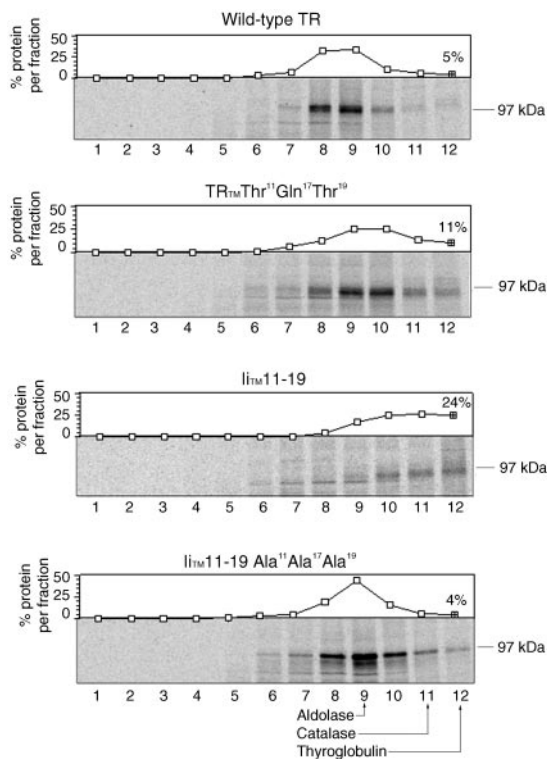 Wild-type TR
% protein
per fraction
50
25
0
5%
97 kDa
1 2 3 4 5 6 7 8 9 10 11 12
TR™Thr¹¹Gln¹⁷Thr¹⁹
% protein
per fraction
50
25
0
11%
97 kDa
1 2 3 4 5 6 7 8 9 10 11 12
Ii™11-19
% protein
per fraction
50
25
0
24%
97 kDa
1 2 3 4 5 6 7 8 9 10 11 12
Ii™11-19 Ala¹¹Ala¹⁷Ala¹⁹
% protein
per fraction
50
25
0
4%
97 kDa
1 2 3 4 5 6 7 8 9 10 11 12
Aldolase
Catalase
Thyroglobulin